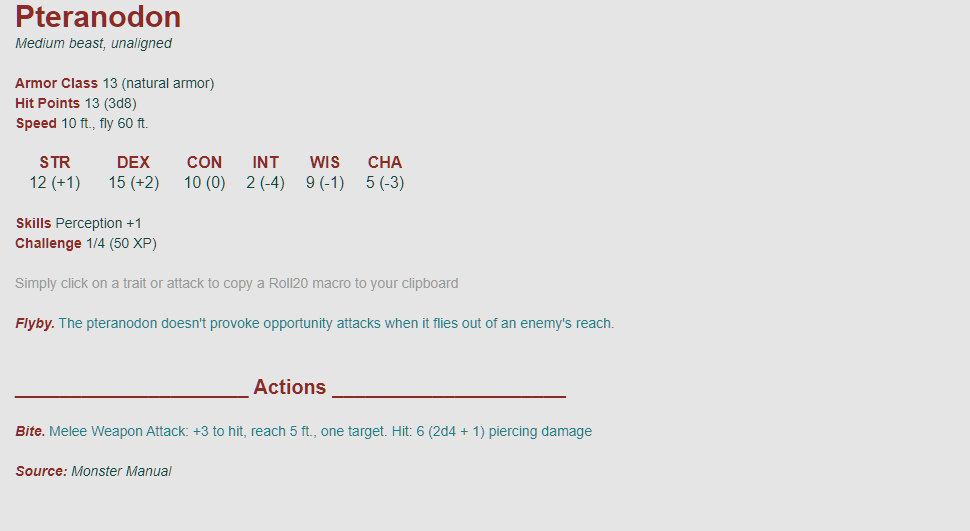 Pteranodon
Medium beast, unaligned
Armor Class 13 (natural armor)
Hit Points 13 (3d8)
Speed 10 ft., fly 60 ft.
STR DEX CON INT WIS CHA
12 (+1) 15 (+2) 10 (0) 2 (-4) 9 (-1) 5 (-3)
Skills Perception +1
Challenge 1/4 (50 XP)
Simply click on a trait or attack to copy a Roll20 macro to your clipboard
Flyby. The pteranodon doesn't provoke opportunity attacks when it flies out of an enemy's reach.
_____________________ Actions _____________________
Bite. Melee Weapon Attack: +3 to hit, reach 5 ft., one target. Hit: 6 (2d4 + 1) piercing damage
Source: Monster Manual